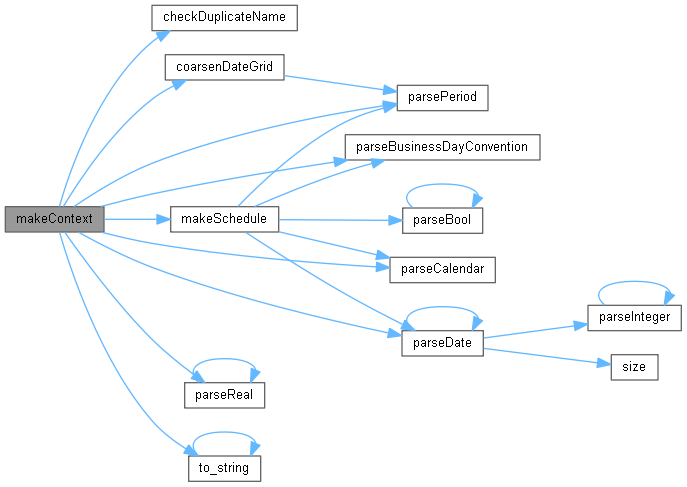 checkDuplicateName
coarsenDateGrid
parsePeriod
parseBusinessDayConvention
makeContext
makeSchedule
parseBool
parseCalendar
parseInteger
parseDate
size
parseReal
to_string